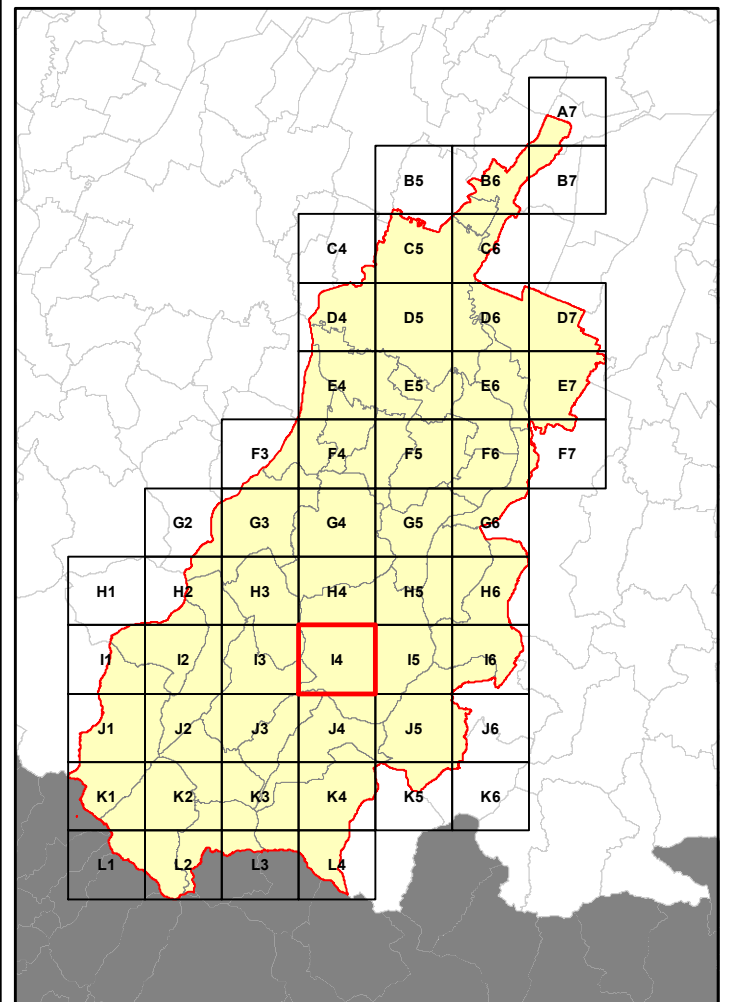 A7
B5 B6 B7
C4 C5 C6
D4 D5 D6 D7
E4 E5 E6 E7
F3 F4 F5 F6 F7
G2 G3 G4 G5 G6
H1 H2 H3 H4 H5 H6
I1 I2 I3 I4 I5 I6
J1 J2 J3 J4 J5 J6
K1 K2 K3 K4 K5 K6
L1 L2 L3 L4